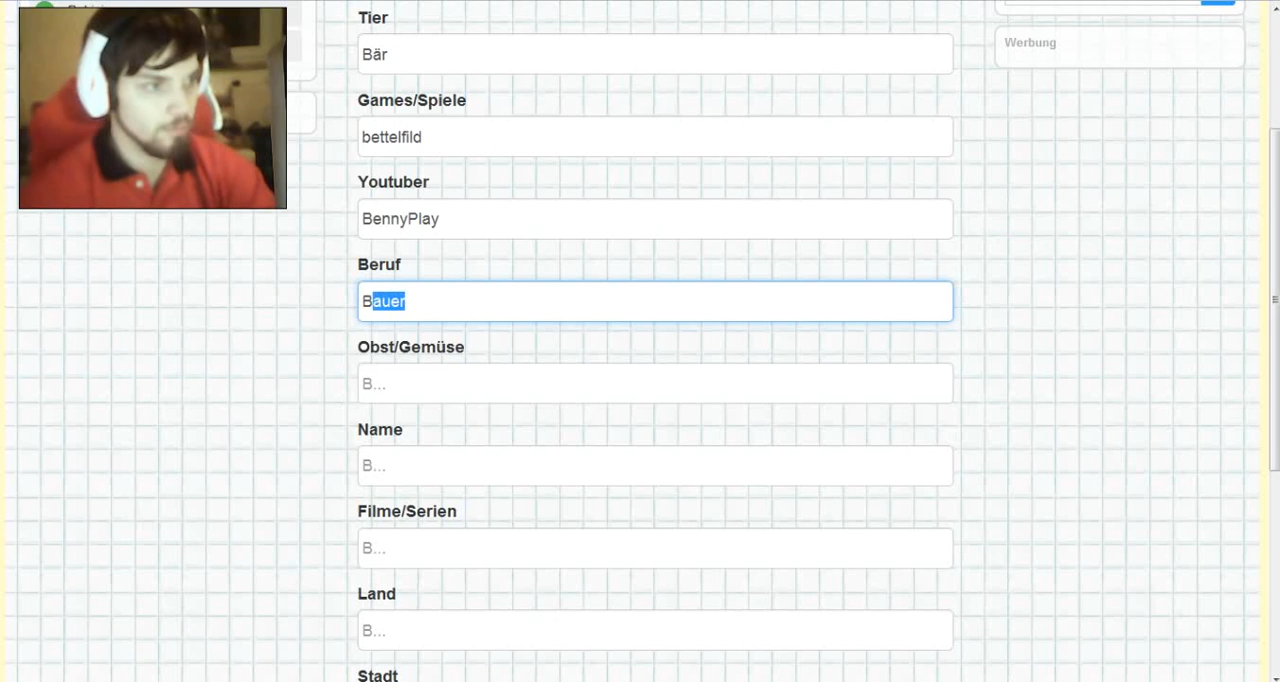 Tier
Werbung
Bär
Games/Spiele
bettelfild
Youtuber
BennyPlay
Beruf
Bauer
Obst/Gemüse
B...
Name
B...
Filme/Serien
B...
Land
B...
Stadt